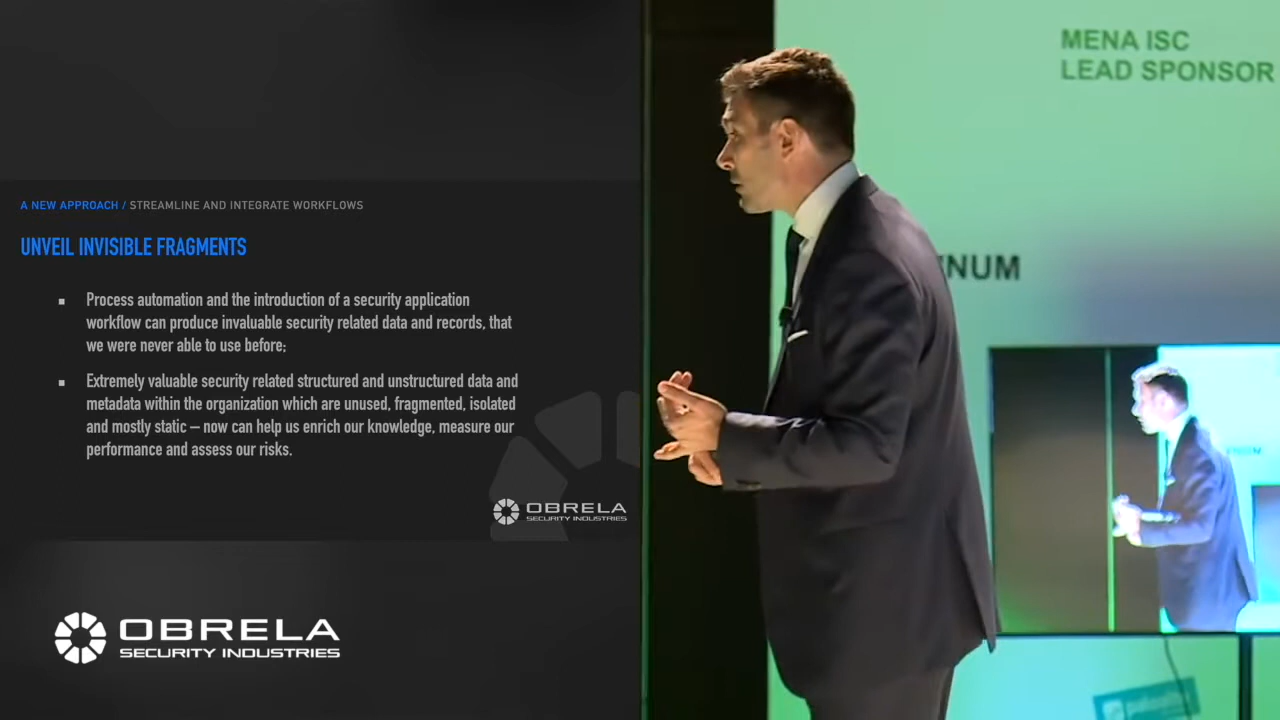 A NEW APPROACH / STREAMLINE AND INTEGRATE WORKFLOWS
UNVEIL INVISIBLE FRAGMENTS
▪ Process automation and the introduction of a security application
workflow can produce invaluable security related data and records, that
we were never able to use before;
▪ Extremely valuable security related structured and unstructured data and
metadata within the organization which are unused, fragmented, isolated
and mostly static – now can help us enrich our knowledge, measure our
performance and assess our risks.
OBRELA
SECURITY INDUSTRIES
OBRELA
SECURITY INDUSTRIES
MENA ISC
LEAD SPONSOR